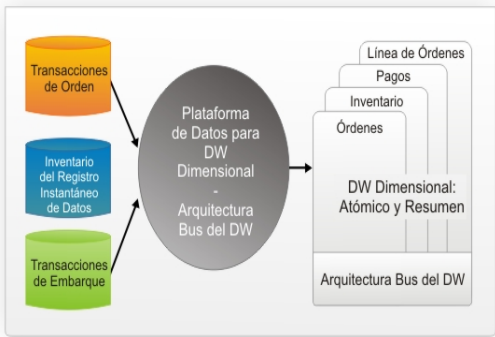 Transacciones
de Orden
Inventario
del Registro
Instantáneo
de Datos
Transacciones
de Embarque
Plataforma
de Datos para
DW
Dimensional
-
Arquitectura
Bus del DW
Línea de Órdenes
Pagos
Inventario
Órdenes
DW Dimensional:
Atómico y Resumen
Arquitectura Bus del DW